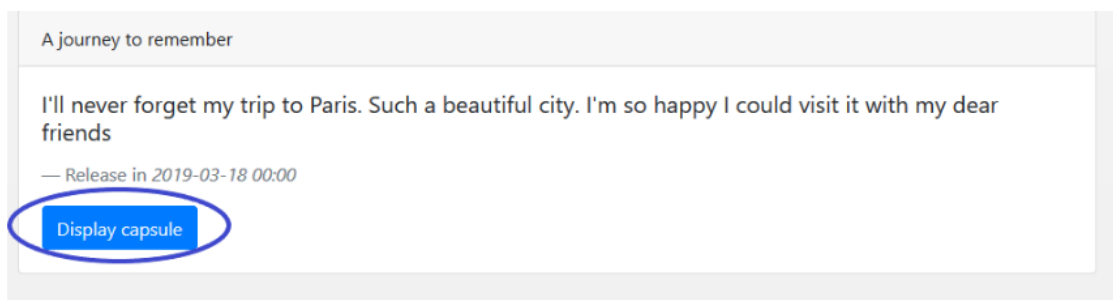 A journey to remember
I'll never forget my trip to Paris. Such a beautiful city. I'm so happy I could visit it with my dear
friends
— Release in 2019-03-18 00:00
Display capsule